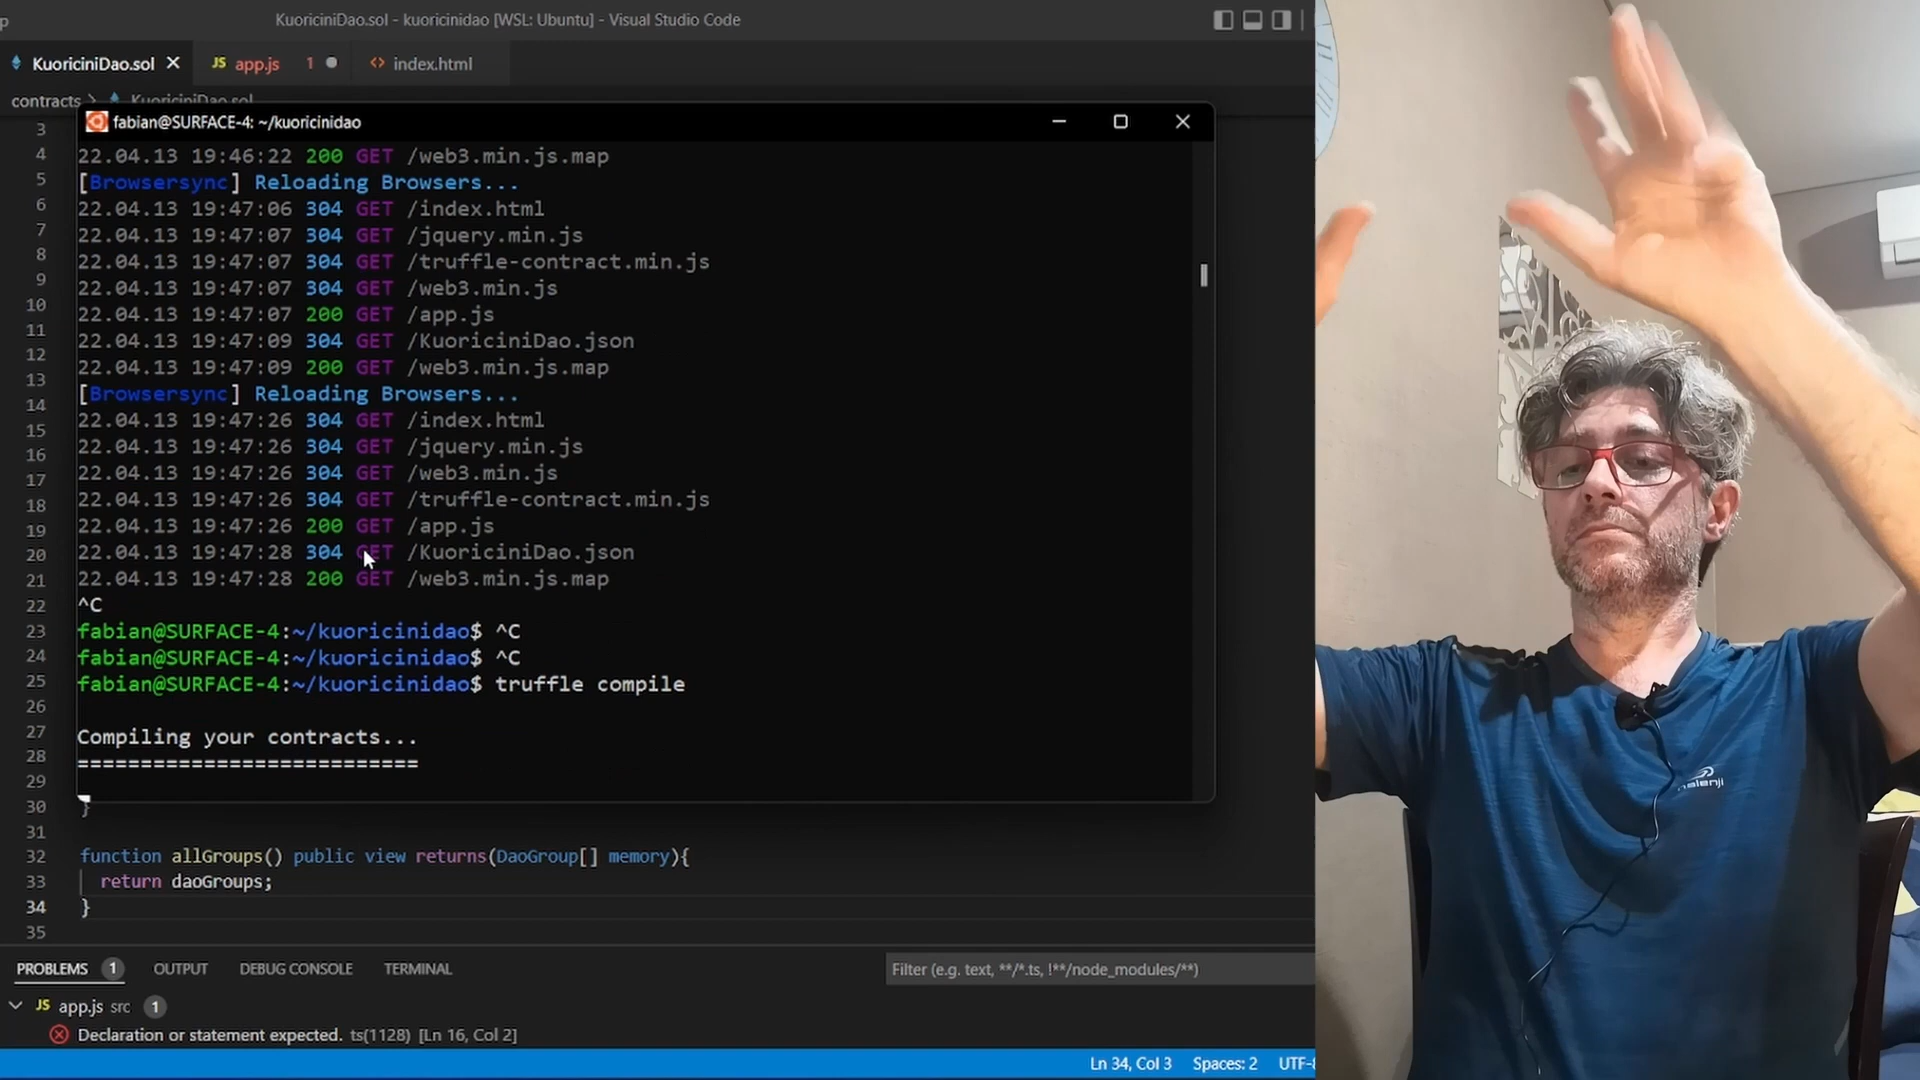 KuoriciniDao.sol - kuoricinidao [WSL: Ubuntu] - Visual Studio Code
KuoriciniDao.sol
JS app.js 1
<> index.html
contracts > KuoriciniDao.sol
fabian@SURFACE-4: ~/kuoricinidao
3
4
5
6
7
8
9
10
11
12
13
14
15
16
17
18
19
20
21
22
23
24
25
26
27
28
29
30
31
32
33
34
35
22.04.13 19:46:22 200 GET /web3.min.js.map
[Browsersync] Reloading Browsers...
22.04.13 19:47:06 304 GET /index.html
22.04.13 19:47:07 304 GET /jquery.min.js
22.04.13 19:47:07 304 GET /truffle-contract.min.js
22.04.13 19:47:07 304 GET /web3.min.js
22.04.13 19:47:07 200 GET /app.js
22.04.13 19:47:09 304 GET /KuoriciniDao.json
22.04.13 19:47:09 200 GET /web3.min.js.map
[Browsersync] Reloading Browsers...
22.04.13 19:47:26 304 GET /index.html
22.04.13 19:47:26 304 GET /jquery.min.js
22.04.13 19:47:26 304 GET /web3.min.js
22.04.13 19:47:26 304 GET /truffle-contract.min.js
22.04.13 19:47:26 200 GET /app.js
22.04.13 19:47:28 304 GET /KuoriciniDao.json
22.04.13 19:47:28 200 GET /web3.min.js.map
^C
fabian@SURFACE-4:~/kuoricinidao$ ^C
fabian@SURFACE-4:~/kuoricinidao$ ^C
fabian@SURFACE-4:~/kuoricinidao$ truffle compile
Compiling your contracts...
===========================
}
function allGroups() public view returns(DaoGroup[] memory){
return daoGroups;
}
PROBLEMS 1
OUTPUT
DEBUG CONSOLE
TERMINAL
Filter (e.g. text, **/*.ts, !**/node_modules/**)
JS app.js src 1
Declaration or statement expected. ts(1128) [Ln 16, Col 2]
Ln 34, Col 3
Spaces: 2